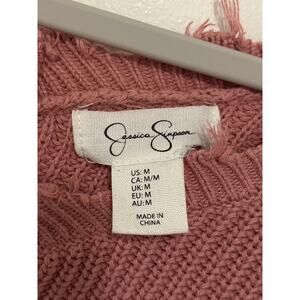 Jessica Simpson
US: M
CA: M/M
UK: M
EU: M
AU: M
MADE IN
CHINA